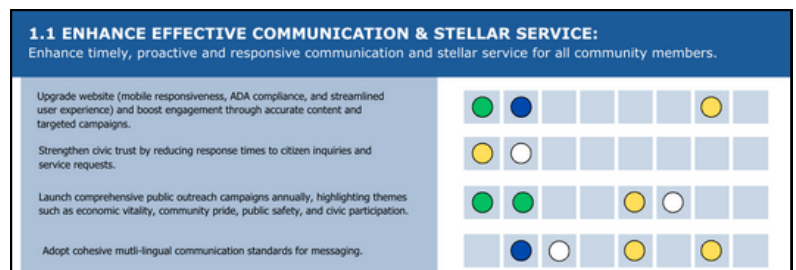 1.1 ENHANCE EFFECTIVE COMMUNICATION & STELLAR SERVICE:
Enhance timely, proactive and responsive communication and stellar service for all community members.
Upgrade website (mobile responsiveness, ADA compliance, and streamlined
user experience) and boost engagement through accurate content and
targeted campaigns.
Strengthen civic trust by reducing response times to citizen inquiries and
service requests.
Launch comprehensive public outreach campaigns annually, highlighting themes
such as economic vitality, community pride, public safety, and civic participation.
Adopt cohesive mutli-lingual communication standards for messaging.